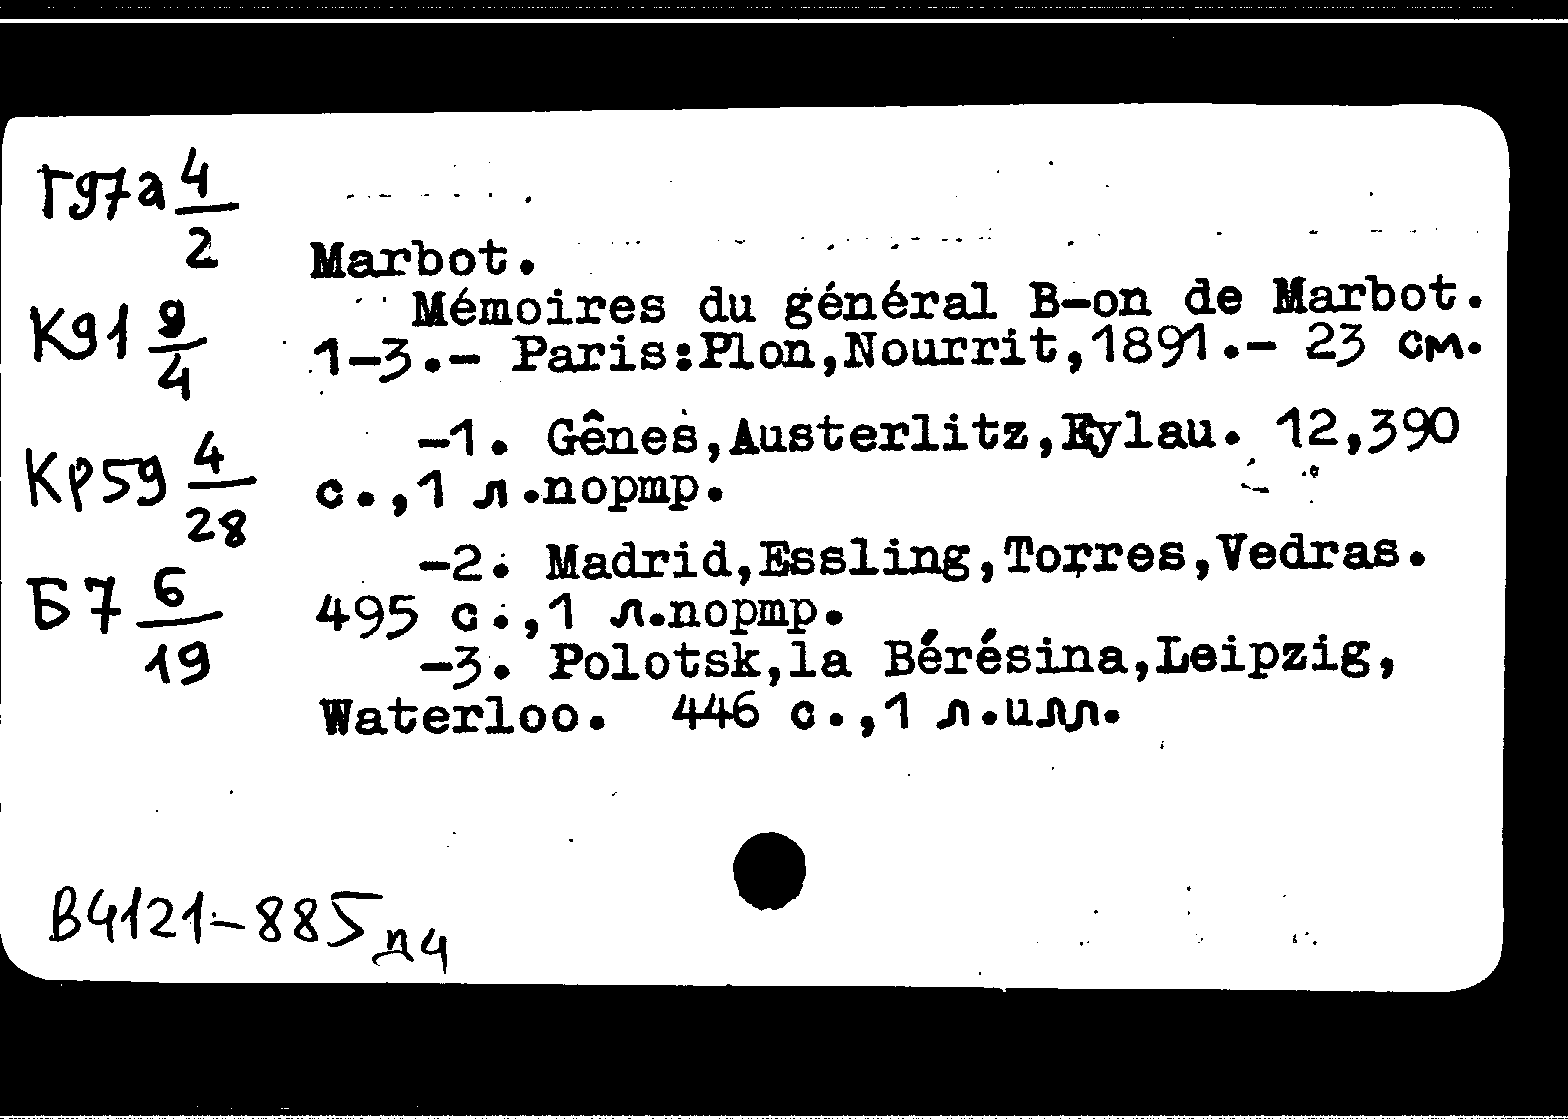 Г97а 4/2
Marbot.
Mémoires du général B-on de Marbot.
К91 9/4
1-3.- Paris:Plon,Nourrit,1891.- 23 см.
-1. Gênes,Austerlitz,Eylau. 12,390
Кр59 4/28
с.,1 л.портр.
-2. Madrid,Essling,Torres,Vedras.
Б7 6/19
495 с.,1 л.портр.
-3. Polotsk,la Bérésina,Leipzig,
Waterloo. 446 с.,1 л.илл.
В4121-885 д4